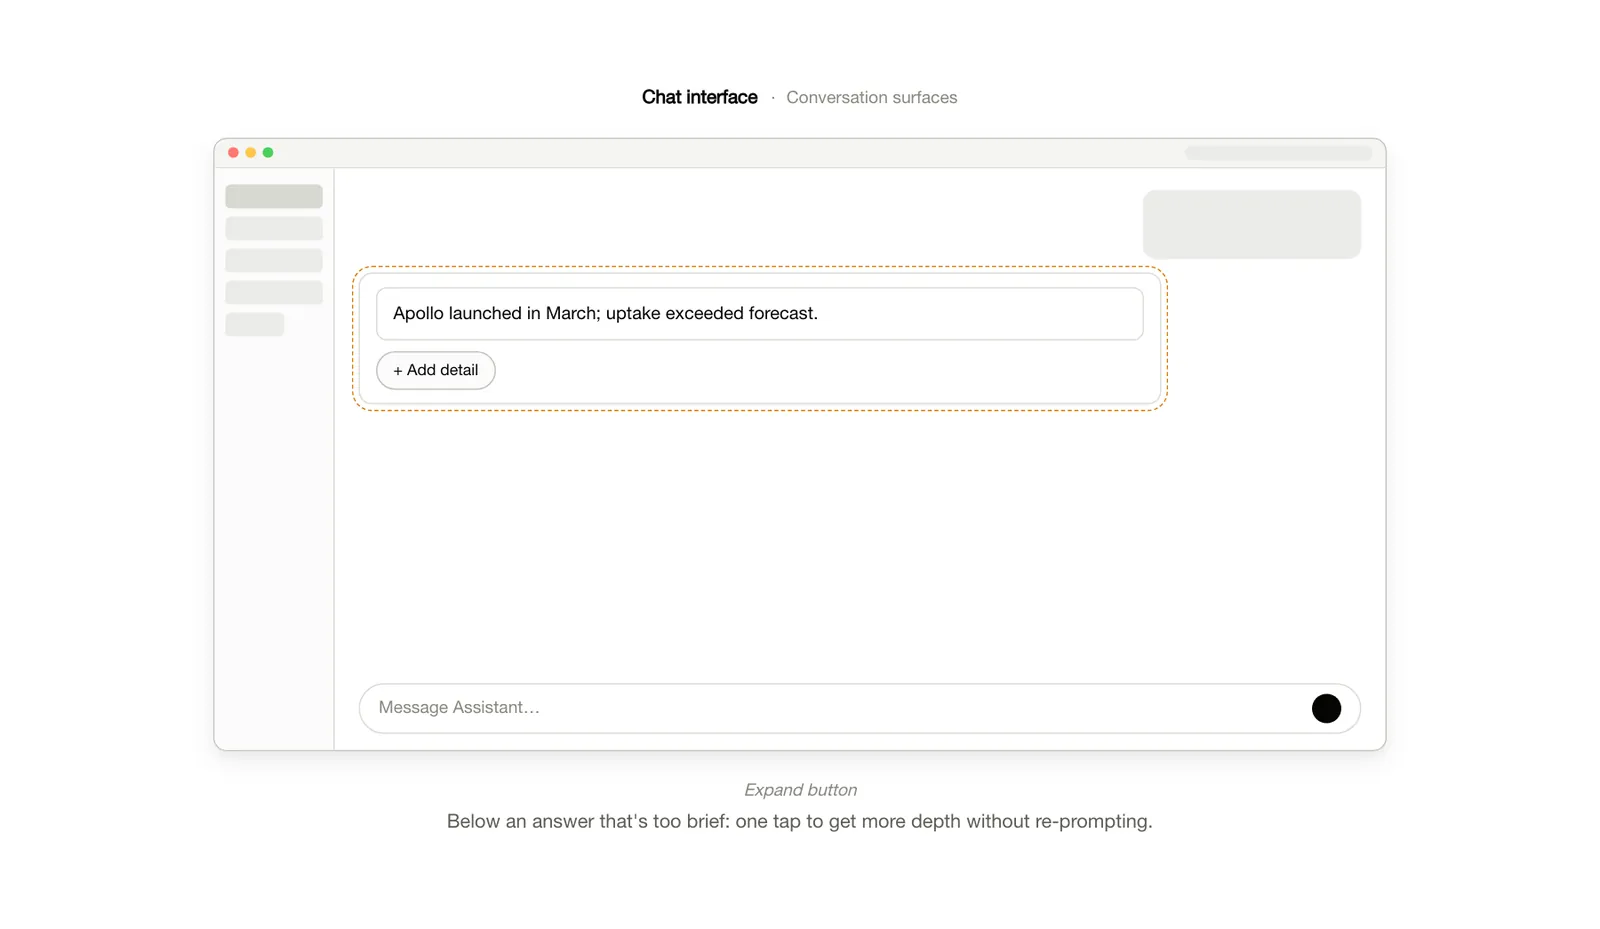 Chat interface · Conversation surfaces
Apollo launched in March; uptake exceeded forecast.
+ Add detail
Message Assistant...
Expand button
Below an answer that's too brief: one tap to get more depth without re-prompting.